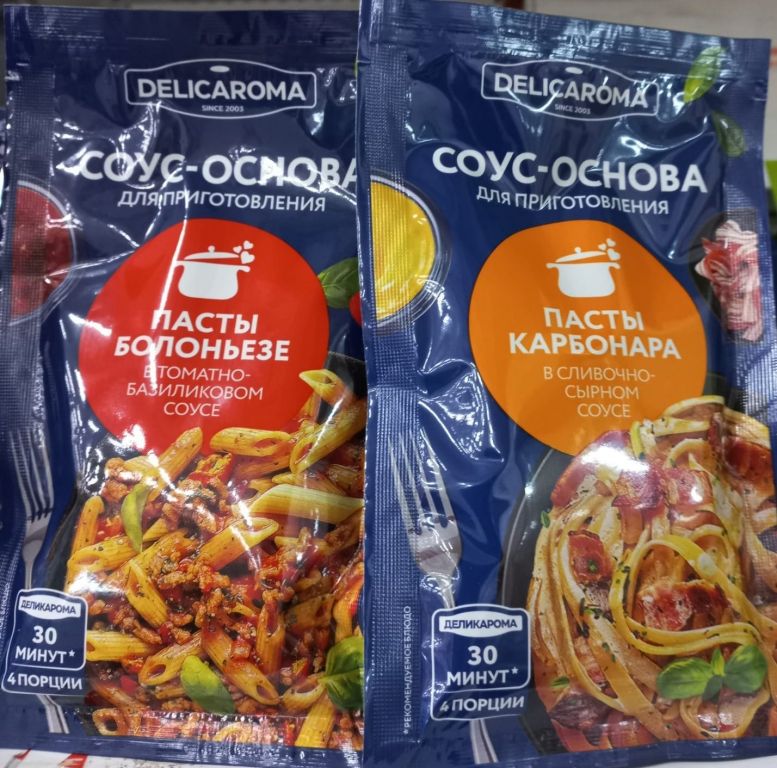 DELICAROMA
SINCE 2003
СОУС-ОСНОВА
ДЛЯ ПРИГОТОВЛЕНИЯ
ПАСТЫ
БОЛОНЬЕЗЕ
В ТОМАТНО-
БАЗИЛИКОВОМ
СОУСЕ
ДЕЛИКАРОМА
30
МИНУТ*
4 ПОРЦИИ
DELICAROMA
SINCE 2003
СОУС-ОСНОВА
ДЛЯ ПРИГОТОВЛЕНИЯ
ПАСТЫ
КАРБОНАРА
В СЛИВОЧНО-
СЫРНОМ
СОУСЕ
ДЕЛИКАРОМА
30
МИНУТ*
4 ПОРЦИИ
*РЕКОМЕНДУЕМОЕ БЛЮДО